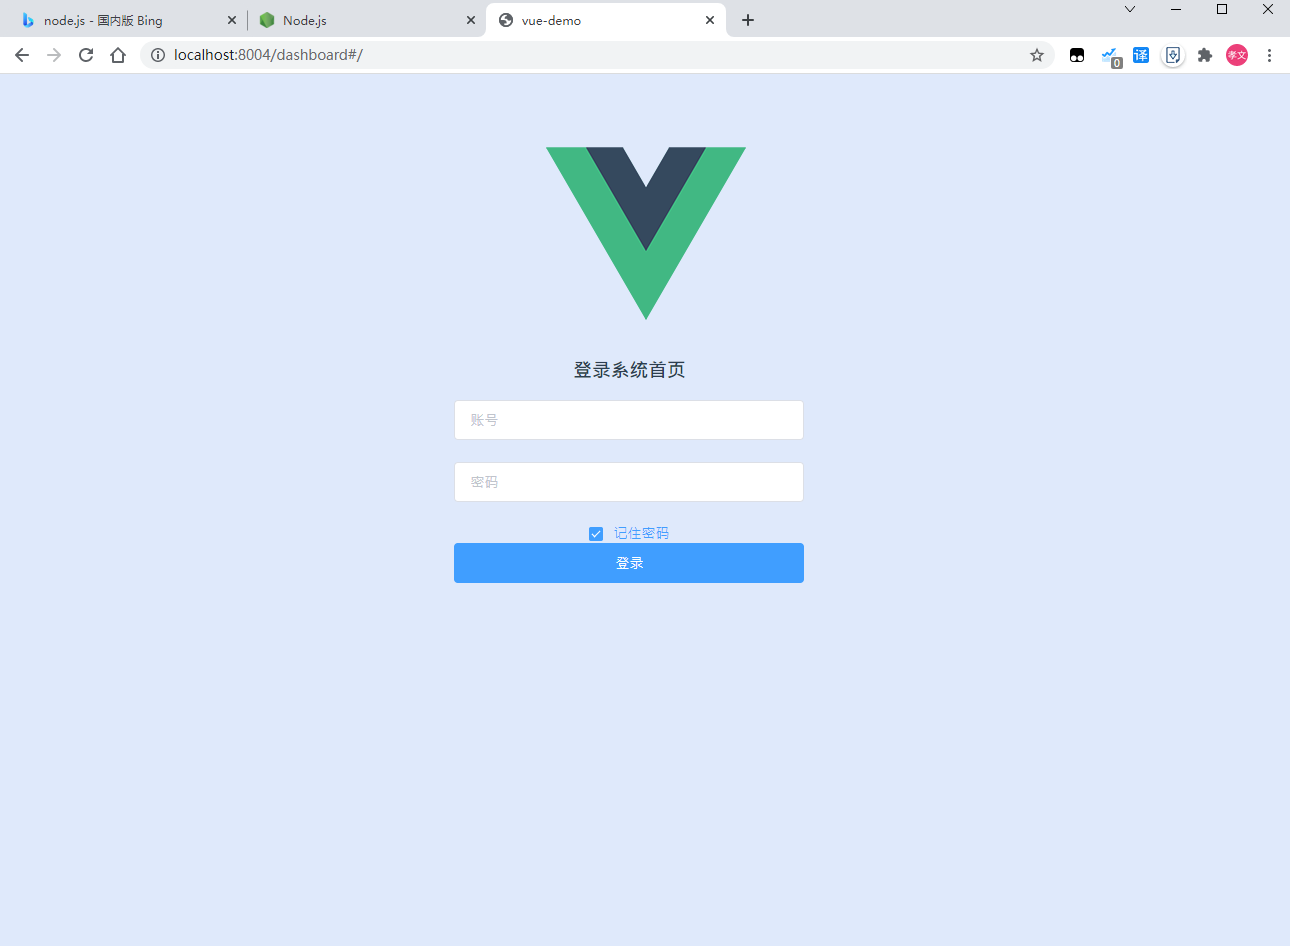 node.js - 国内版 Bing
Node.js
vue-demo
localhost:8004/dashboard#/
0
译
孝文
登录系统首页
账号
密码
记住密码
登录